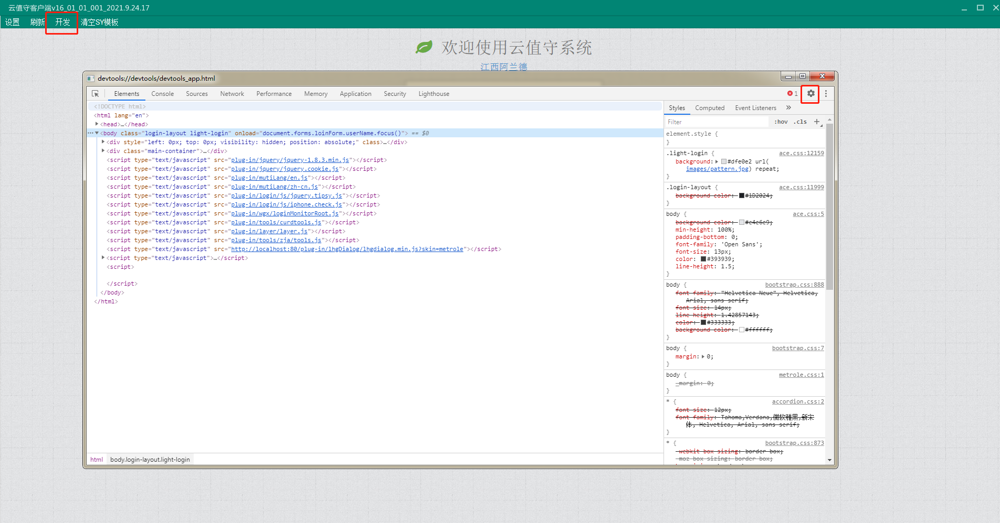 云值守客户端v16_01_01_001_2021.9.24.17
设置 刷新 开发 清空SY模板
欢迎使用云值守系统
江西阿兰德
devtools://devtools/devtools_app.html
Elements Console Sources Network Performance Memory Application Security Lighthouse 1
<!DOCTYPE html>
<html lang="en">
<head>…</head>
<body class="login-layout light-login" onload="document.forms.loinForm.userName.focus()"> == $0
<div style="left: 0px; top: 0px; visibility: hidden; position: absolute;" class>…</div>
<div class="main-container">…</div>
<script type="text/javascript" src="plug-in/jquery/jquery-1.8.3.min.js"></script>
<script type="text/javascript" src="plug-in/jquery/jquery.cookie.js"></script>
<script type="text/javascript" src="plug-in/mutiLang/en.js"></script>
<script type="text/javascript" src="plug-in/mutiLang/zh-cn.js"></script>
<script type="text/javascript" src="plug-in/login/js/jquery.tipsy.js"></script>
<script type="text/javascript" src="plug-in/login/js/iphone.check.js"></script>
<script type="text/javascript" src="plug-in/wgx/loginMonitorRoot.js"></script>
<script type="text/javascript" src="plug-in/tools/curdtools.js"></script>
<script type="text/javascript" src="plug-in/layer/layer.js"></script>
<script type="text/javascript" src="plug-in/tools/zja/tools.js"></script>
<script type="text/javascript" src="http://localhost:80/plug-in/lhgDialog/lhgdialog.min.js?skin=metrole"></script>
<script type="text/javascript">…</script>
<script>
</script>
</body>
</html>
html body.login-layout.light-login
Styles Computed Event Listeners »
Filter :hov .cls +
element.style {
}
.light-login { ace.css:12159
background: #dfe0e2 url(
images/pattern.jpg) repeat;
}
.login-layout { ace.css:11999
background-color: #1D2024;
}
body { ace.css:5
background-color: #e4e6e9;
min-height: 100%;
padding-bottom: 0;
font-family: 'Open Sans';
font-size: 13px;
color: #393939;
line-height: 1.5;
}
body { bootstrap.css:888
font-family: "Helvetica Neue", Helvetica,
Arial, sans-serif;
font-size: 14px;
line-height: 1.42857143;
color: #333333;
background-color: #ffffff;
}
body { bootstrap.css:7
margin: 0;
}
body { metrole.css:1
_margin: 0;
}
* { accordion.css:2
font-size: 12px;
font-family: Tahoma,Verdana,微软雅黑,新宋
体, Helvetica, Arial, sans-serif;
}
* { bootstrap.css:873
-webkit-box-sizing: border-box;
-moz-box-sizing: border-box;